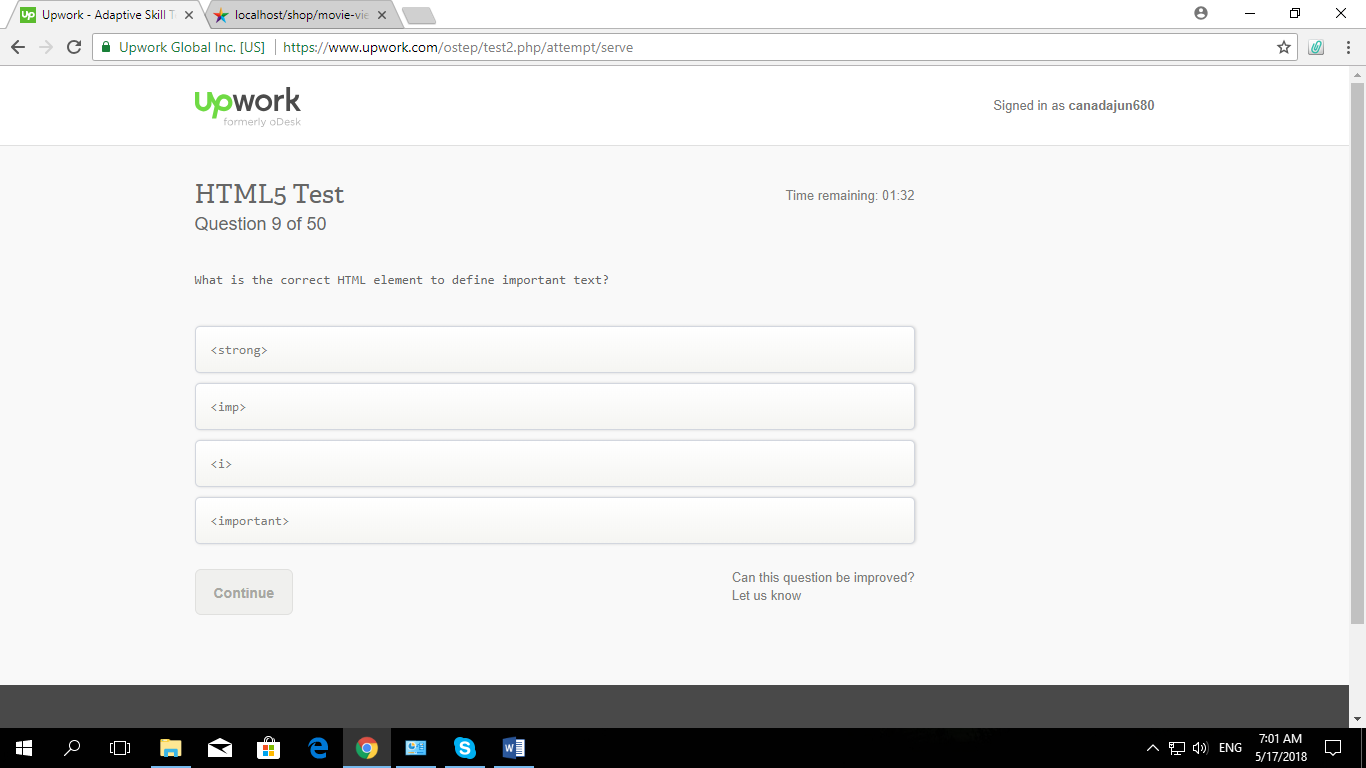 Upwork - Adaptive Skill T
localhost/shop/movie-vie
Upwork Global Inc. [US]
https://www.upwork.com/ostep/test2.php/attempt/serve
upwork
formerly oDesk
Signed in as canadajun680
HTML5 Test
Time remaining: 01:32
Question 9 of 50
What is the correct HTML element to define important text?
<strong>
<imp>
<i>
<important>
Continue
Can this question be improved?
Let us know
ENG
7:01 AM
5/17/2018